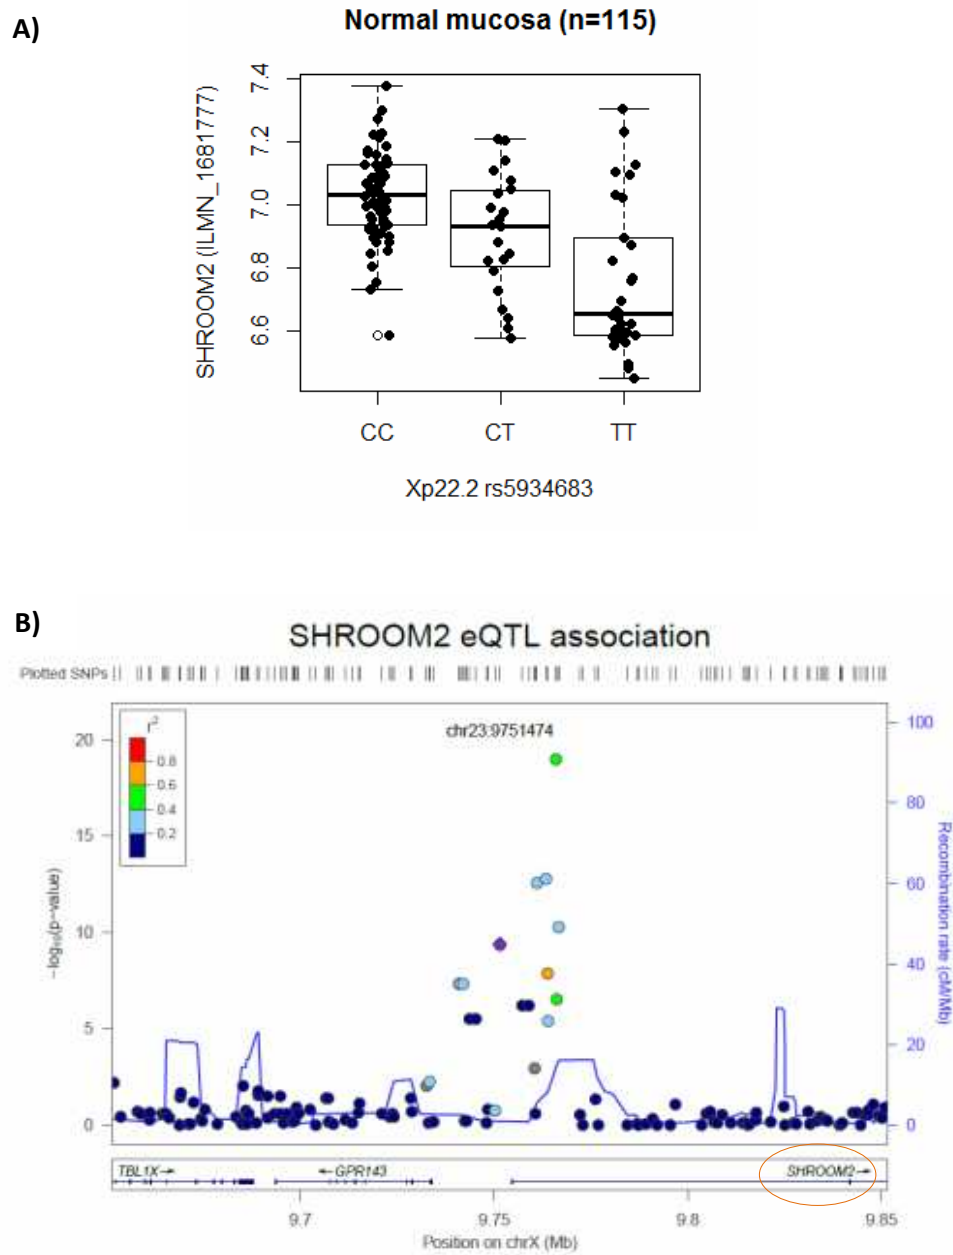 A)
Normal mucosa (n=115)
SHROOM2 (ILMN_1681777)
7.4
7.2
7.0
6.8
6.6
CC CT TT
Xp22.2 rs5934683
B)
SHROOM2 eQTL association
Plotted SNPs
r²
0.8
0.6
0.4
0.2
chr23:9751474
−log₁₀(p−value)
20
15
10
5
0
Recombination rate (cM/Mb)
100
80
60
40
20
0
TBL1X→ ←GPR143 SHROOM2→
9.7 9.75 9.8 9.85
Position on chrX (Mb)